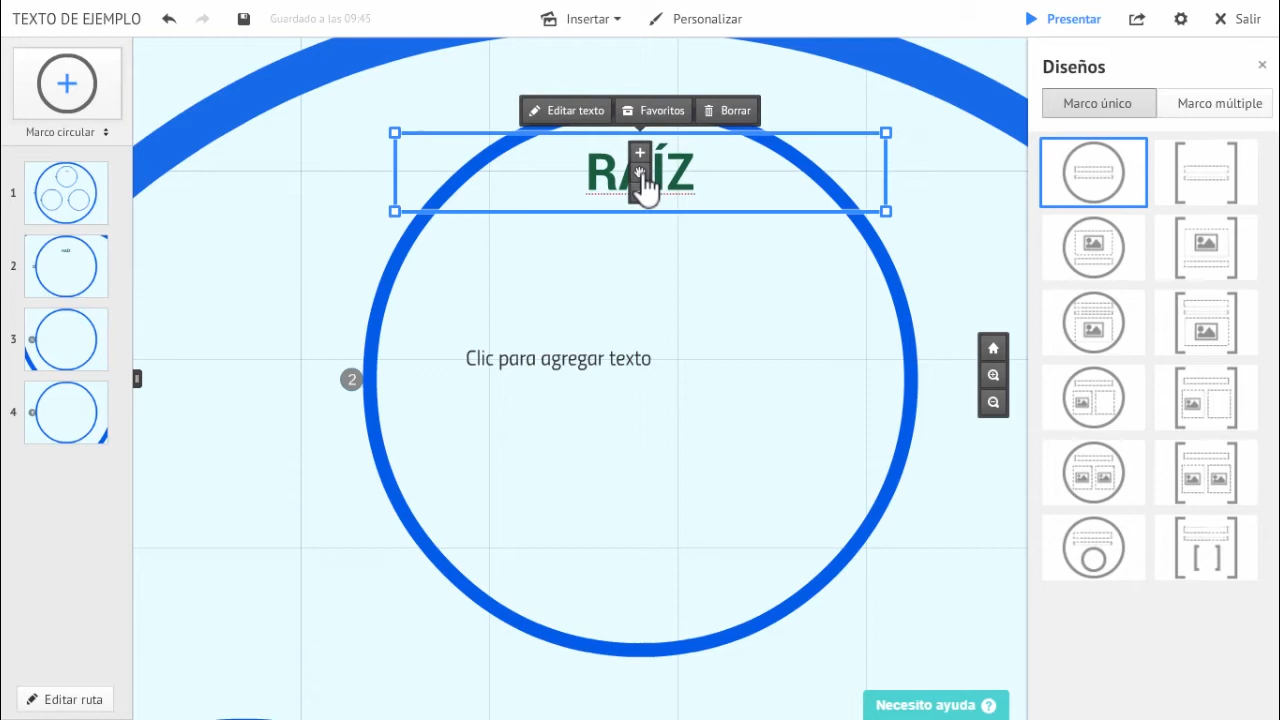 TEXTO DE EJEMPLO
Guardado a las 09:45
Insertar
Personalizar
Presentar
Salir
Marco circular
1
2
3
4
Editar ruta
Editar texto
Favoritos
Borrar
RAÍZ
Clic para agregar texto
2
Necesito ayuda ?
Diseños
Marco único
Marco múltiple